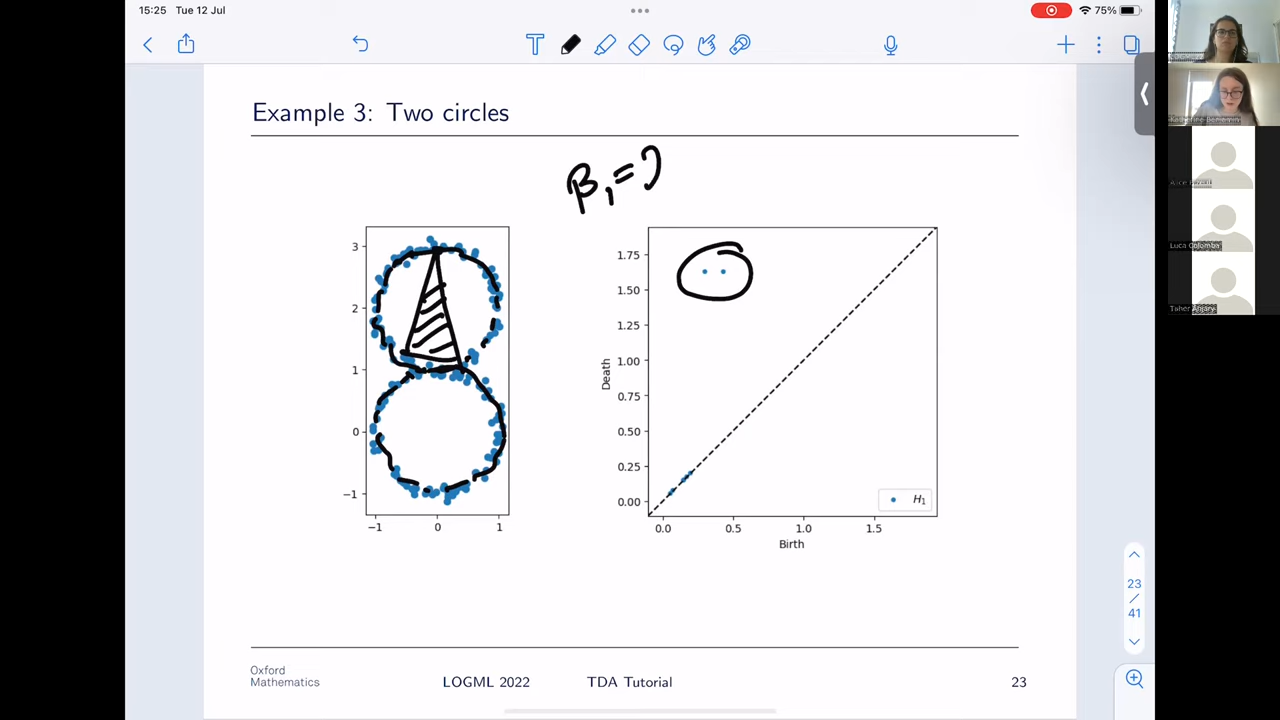 15:25 Tue 12 Jul
75%
Example 3: Two circles
β₁ =
3
2
1
0
−1
−1 0 1
1.75
1.50
1.25
1.00
0.75
0.50
0.25
0.00
Death
0.0 0.5 1.0 1.5
Birth
H₁
23
/
41
Oxford
Mathematics
LOGML 2022 TDA Tutorial 23